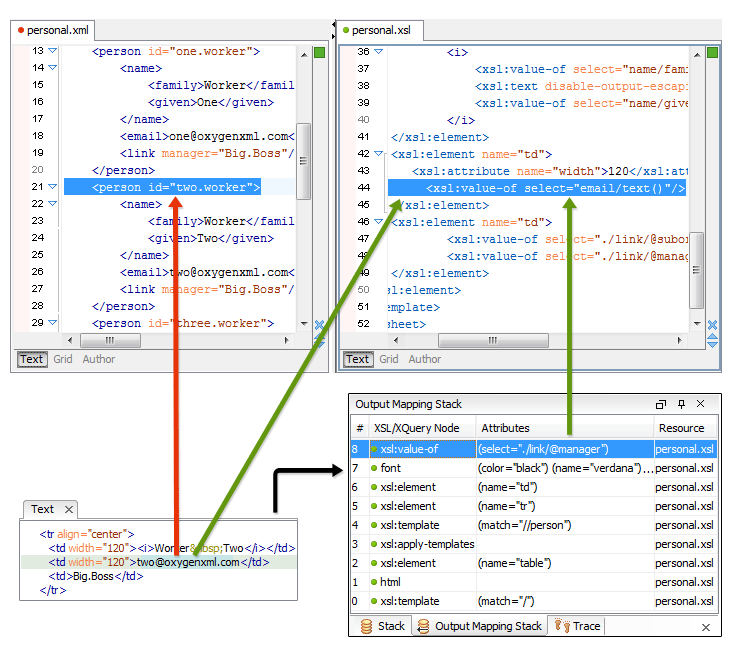 personal.xml
13 <person id="one.worker">
14 <name>
15 <family>Worker</famil
16 <given>One</given>
17 </name>
18 <email>one@oxygenxml.com<
19 <link manager="Big.Boss"/
20 </person>
21 <person id="two.worker">
22 <name>
23 <family>Worker</famil
24 <given>Two</given>
25 </name>
26 <email>two@oxygenxml.com<
27 <link manager="Big.Boss"/
28 </person>
29 <person id="three.worker">
Text Grid Author
personal.xsl
36 <i>
37 <xsl:value-of select="name/fami
38 <xsl:text disable-output-escapi
39 <xsl:value-of select="name/give
40 </i>
41 </xsl:element>
42 <xsl:element name="td">
43 <xsl:attribute name="width">120</xsl:att
44 <xsl:value-of select="email/text()"/>
45 </xsl:element>
46 <xsl:element name="td">
47 <xsl:value-of select="./link/@subor
48 <xsl:value-of select="./link/@manag
49 </xsl:element>
50 sl:element>
51 emplate>
52 sheet>
Text Grid Author
Output Mapping Stack
# XSL/XQuery Node Attributes Resource
8 xsl:value-of (select="./link/@manager") personal.xsl
7 font (color="black") (name="verdana")... personal.xsl
6 xsl:element (name="td") personal.xsl
5 xsl:element (name="tr") personal.xsl
4 xsl:template (match="//person") personal.xsl
3 xsl:apply-templates personal.xsl
2 xsl:element (name="table") personal.xsl
1 html personal.xsl
0 xsl:template (match="/") personal.xsl
Stack Output Mapping Stack Trace
Text
<tr align="center">
<td width="120"><i>Worker&nbsp;Two</i></td>
<td width="120">two@oxygenxml.com</td>
<td>Big.Boss</td>
</tr>